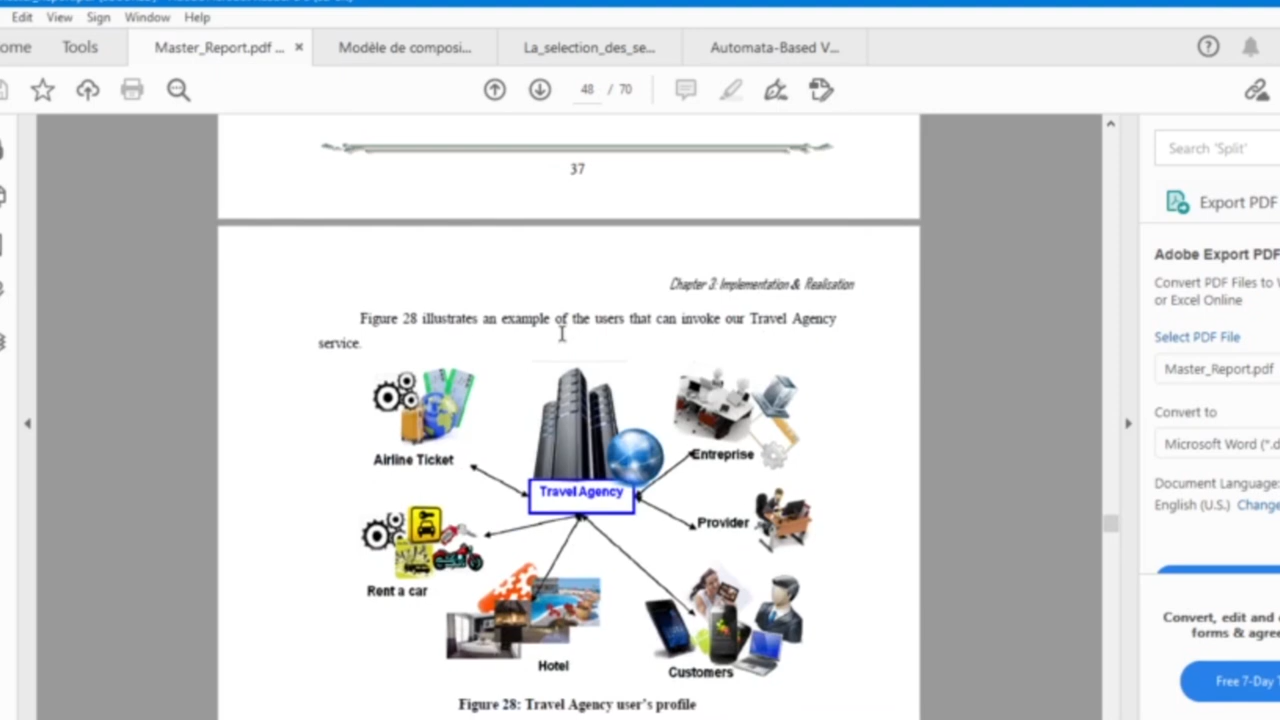 Edit View Sign Window Help
Tools
Master_Report.pdf ... ×
Modèle de composi...
La_selection_des_se...
Automata-Based V...
48 / 70
37
Chapter 3: Implementation & Realisation
Figure 28 illustrates an example of the users that can invoke our Travel Agency
service.
Airline Ticket
Travel Agency
Entreprise
Provider
Rent a car
Hotel
Customers
Figure 28: Travel Agency user's profile
Search 'Split'
Export PDF
Adobe Export PDF
Convert PDF Files to
or Excel Online
Select PDF File
Master_Report.pdf
Convert to
Microsoft Word (*.d
Document Language:
English (U.S.) Change
Convert, edit and
forms & agree
Free 7-Day